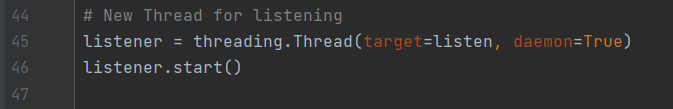 44 # New Thread for listening
45 listener = threading.Thread(target=listen, daemon=True)
46 listener.start()
47